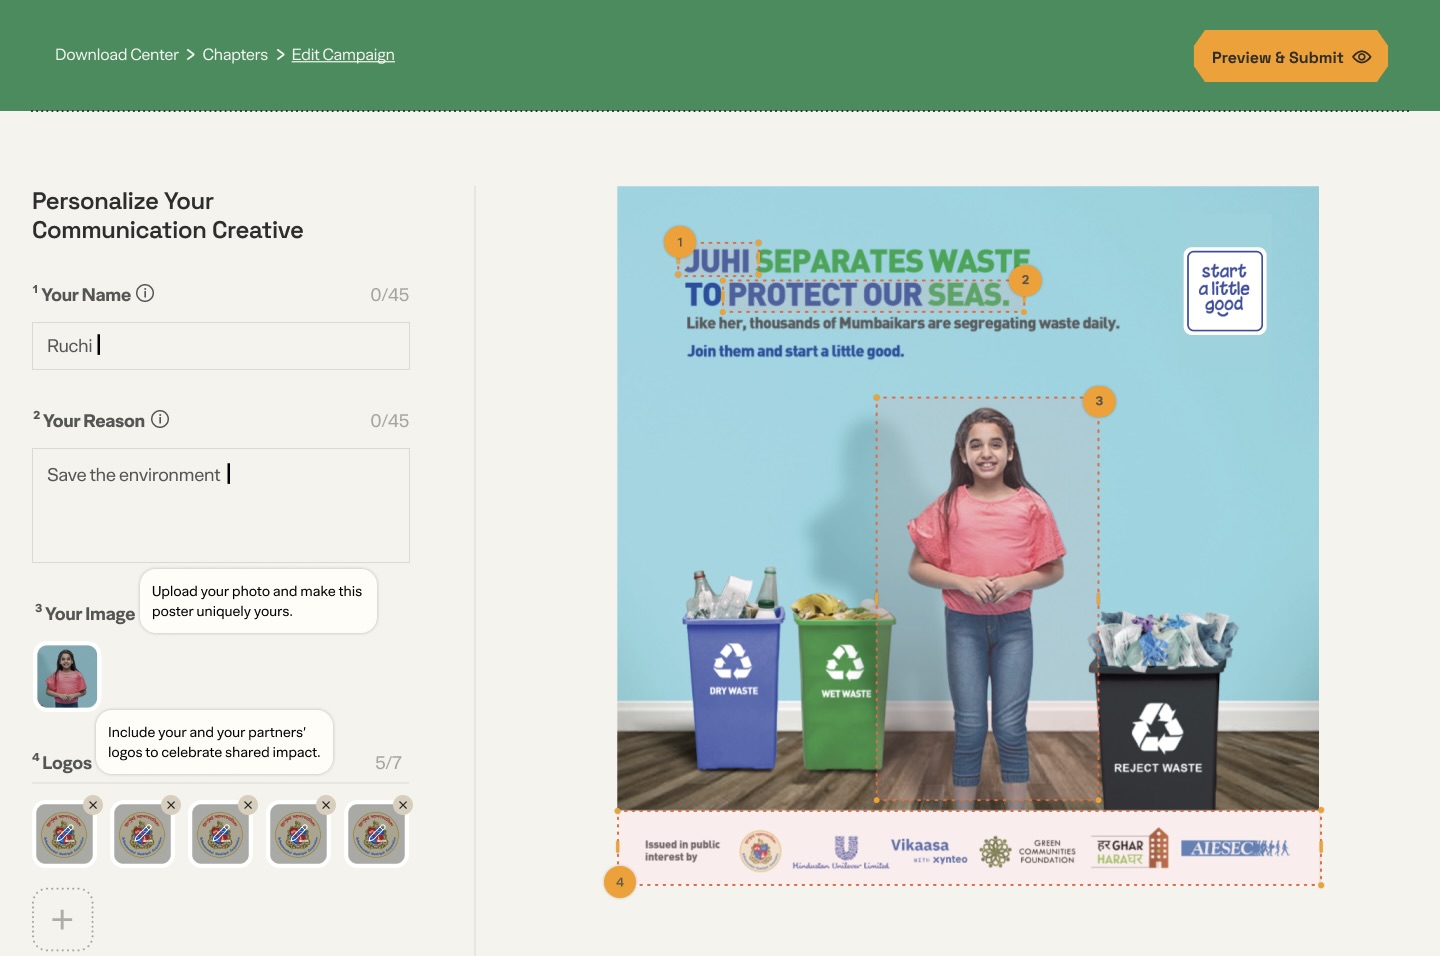 Download Center > Chapters > Edit Campaign
Preview & Submit
Personalize Your
Communication Creative
1 Your Name
0/45
Ruchi
2 Your Reason
0/45
Save the environment
3 Your Image
Upload your photo and make this
poster uniquely yours.
4 Logos
Include your and your partners’
logos to celebrate shared impact.
5/7
1
JUHI SEPARATES WASTE
2
TO PROTECT OUR SEAS.
Like her, thousands of Mumbaikars are segregating waste daily.
Join them and start a little good.
start
a little
good
3
DRY WASTE
WET WASTE
REJECT WASTE
4
Issued in public
interest by
Hindustan Unilever Limited
Vikaasa
WITH xynteo
GREEN
COMMUNITIES
FOUNDATION
हर GHAR
HARAघर
AIESEC